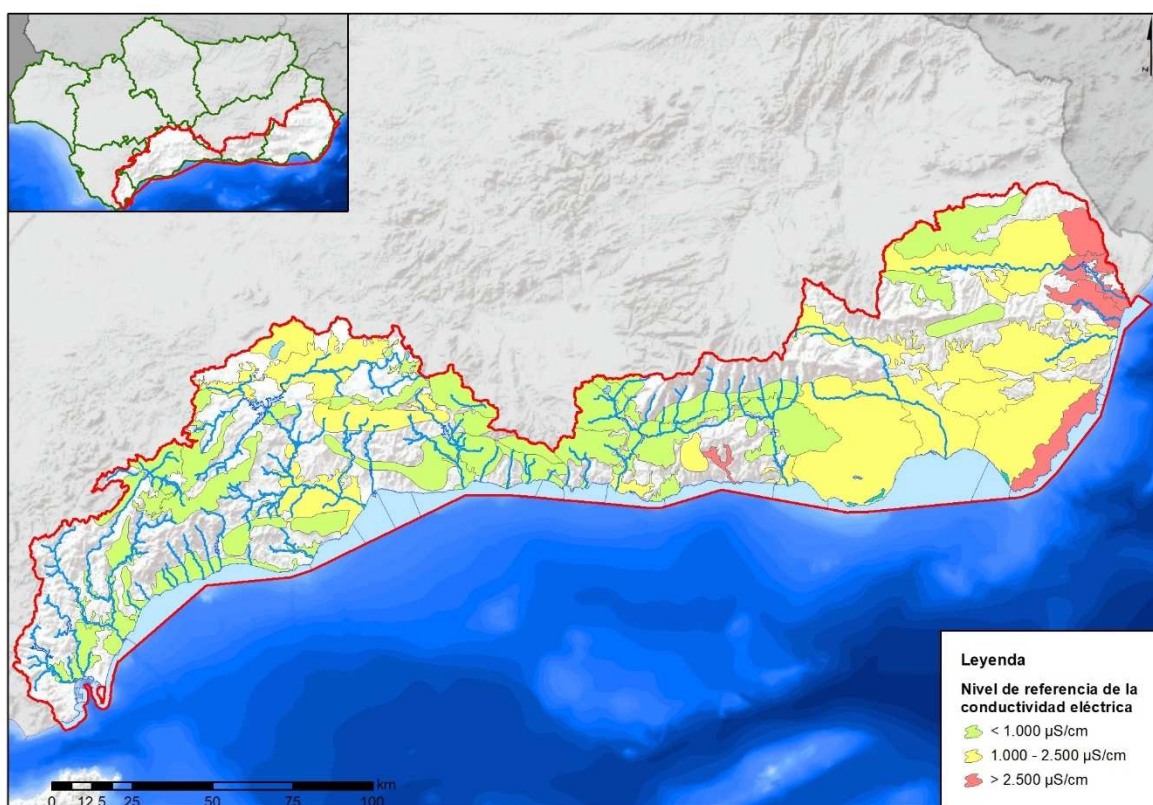 N
Leyenda
Nivel de referencia de la
conductividad eléctrica
< 1.000 µS/cm
1.000 - 2.500 µS/cm
> 2.500 µS/cm
km
0 12,5 25 50 75 100